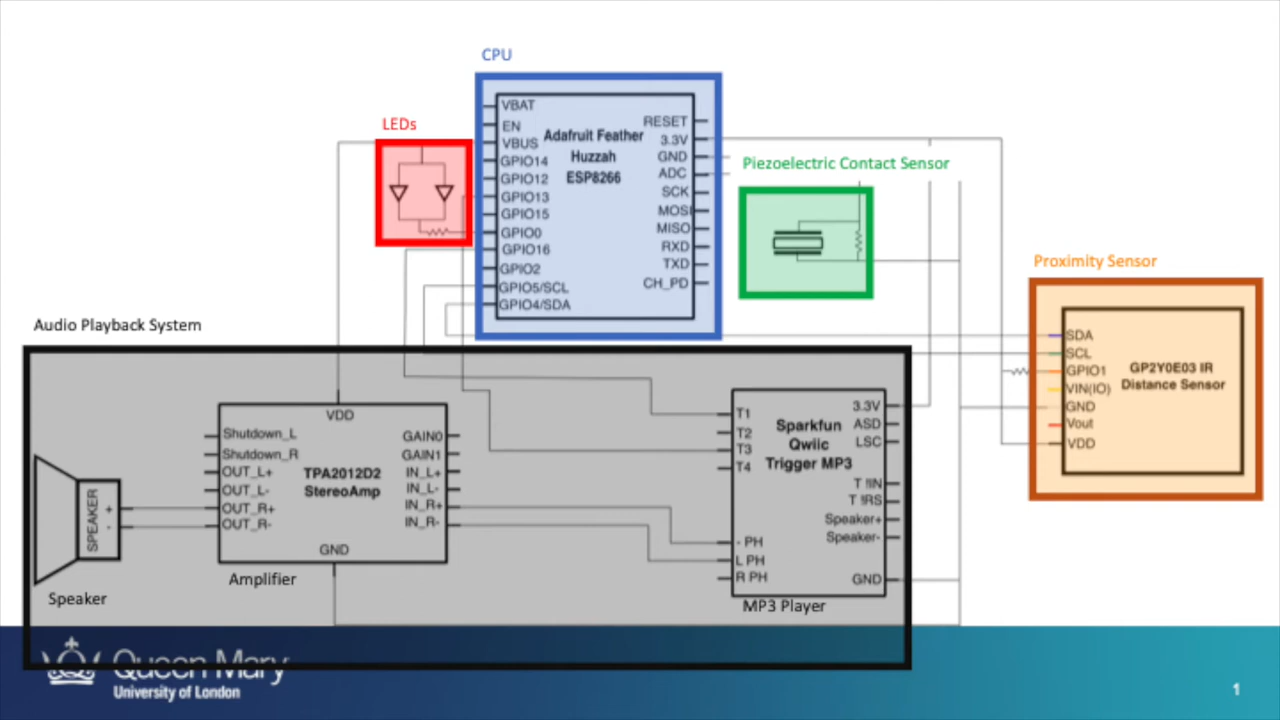 CPU
LEDs
VBAT
EN
VBUS
GPIO14
GPIO12
GPIO13
GPIO15
GPIO0
GPIO16
GPIO2
GPIO5/SCL
GPIO4/SDA
Adafruit Feather
Huzzah
ESP8266
RESET
3.3V
GND
ADC
SCK
MOSI
MISO
RXD
TXD
CH_PD
Piezoelectric Contact Sensor
Proximity Sensor
SDA
SCL
GPIO1
VIN(IO)
GND
Vout
VDD
GP2Y0E03 IR
Distance Sensor
Audio Playback System
SPEAKER
+
-
Speaker
VDD
Shutdown_L
Shutdown_R
OUT_L+
OUT_L-
OUT_R+
OUT_R-
TPA2012D2
StereoAmp
GAIN0
GAIN1
IN_L+
IN_L-
IN_R+
IN_R-
GND
Amplifier
T1
T2
T3
T4
Sparkfun
Qwiic
Trigger MP3
3.3V
ASD
LSC
T !IN
T !RS
Speaker+
Speaker-
- PH
L PH
R PH
GND
MP3 Player
Queen Mary
University of London
1